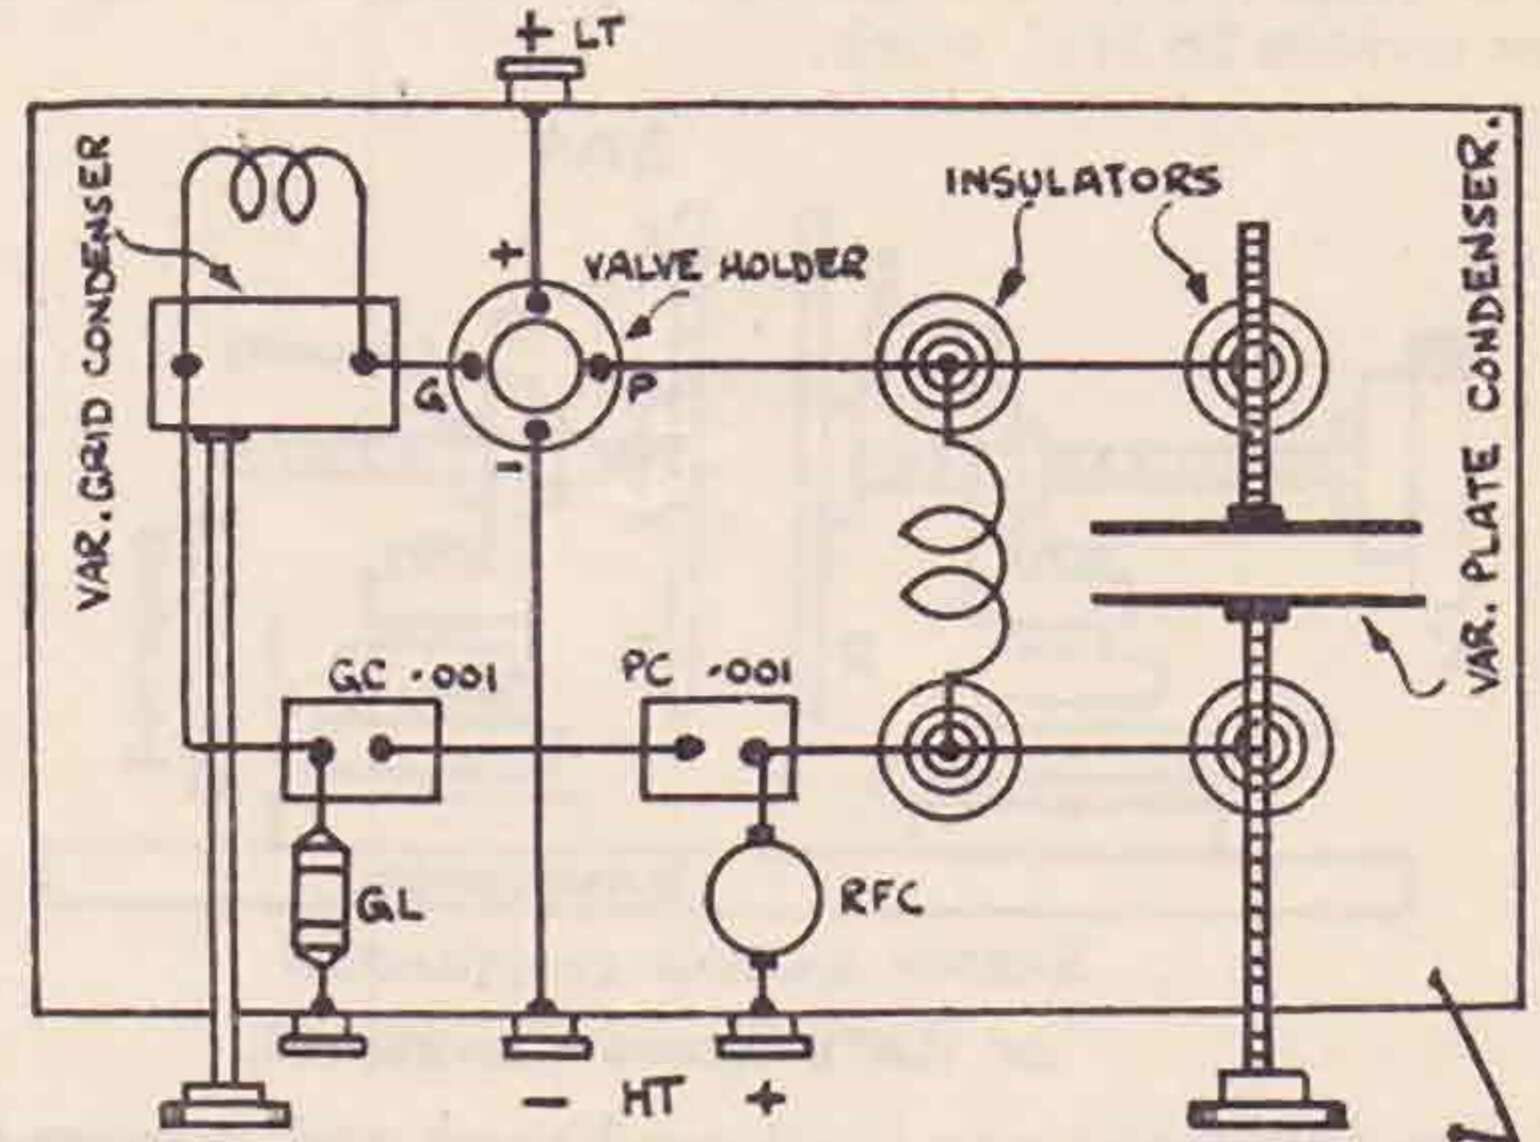 + LT
VAR. GRID CONDENSER
INSULATORS
VAR. PLATE CONDENSER.
+
VALVE HOLDER
G
P
-
GC .001
PC .001
GL
RFC
- HT +